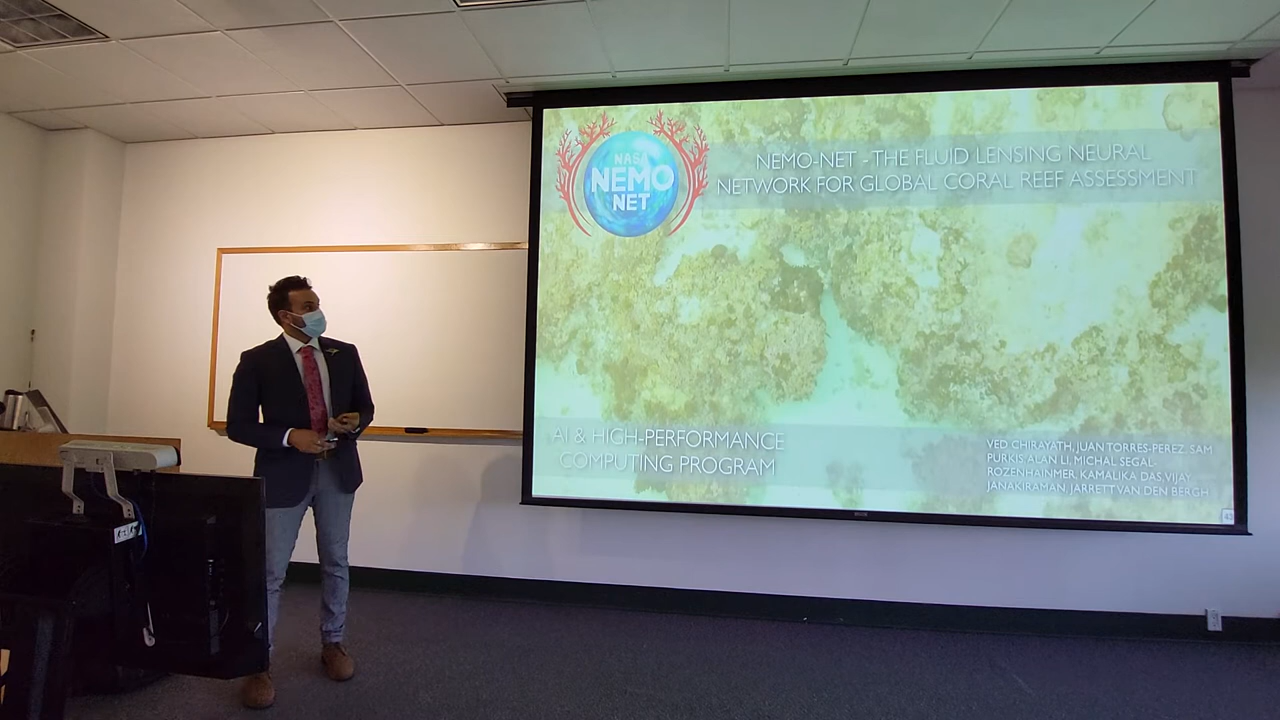 NASA
NEMO
NET
NEMO-NET - THE FLUID LENSING NEURAL
NETWORK FOR GLOBAL CORAL REEF ASSESSMENT
AI & HIGH-PERFORMANCE
COMPUTING PROGRAM
VED CHIRAYATH, JUAN TORRES-PEREZ, SAM
PURKIS, ALAN LI, MICHAL SEGAL-
ROZENHAIMER, KAMALIKA DAS, VIJAY
JANAKIRAMAN, JARRETT VAN DEN BERGH